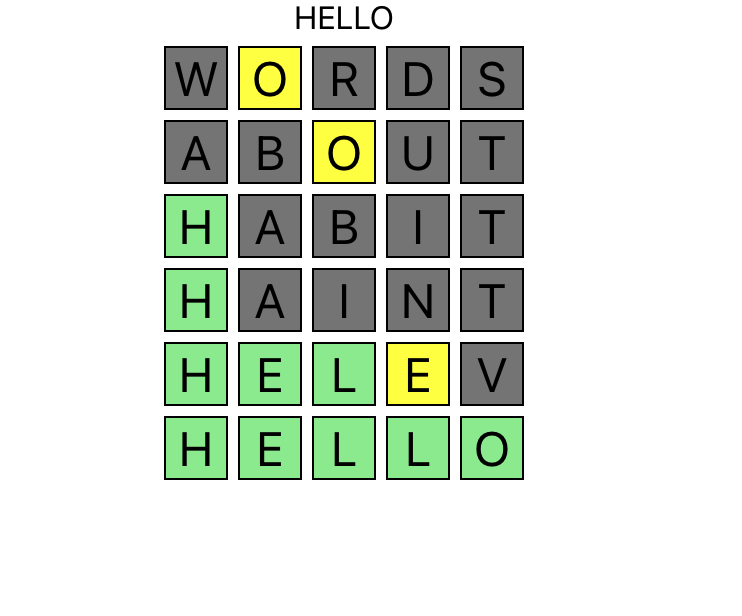 HELLO
W O R D S
A B O U T
H A B I T
H A I N T
H E L E V
H E L L O